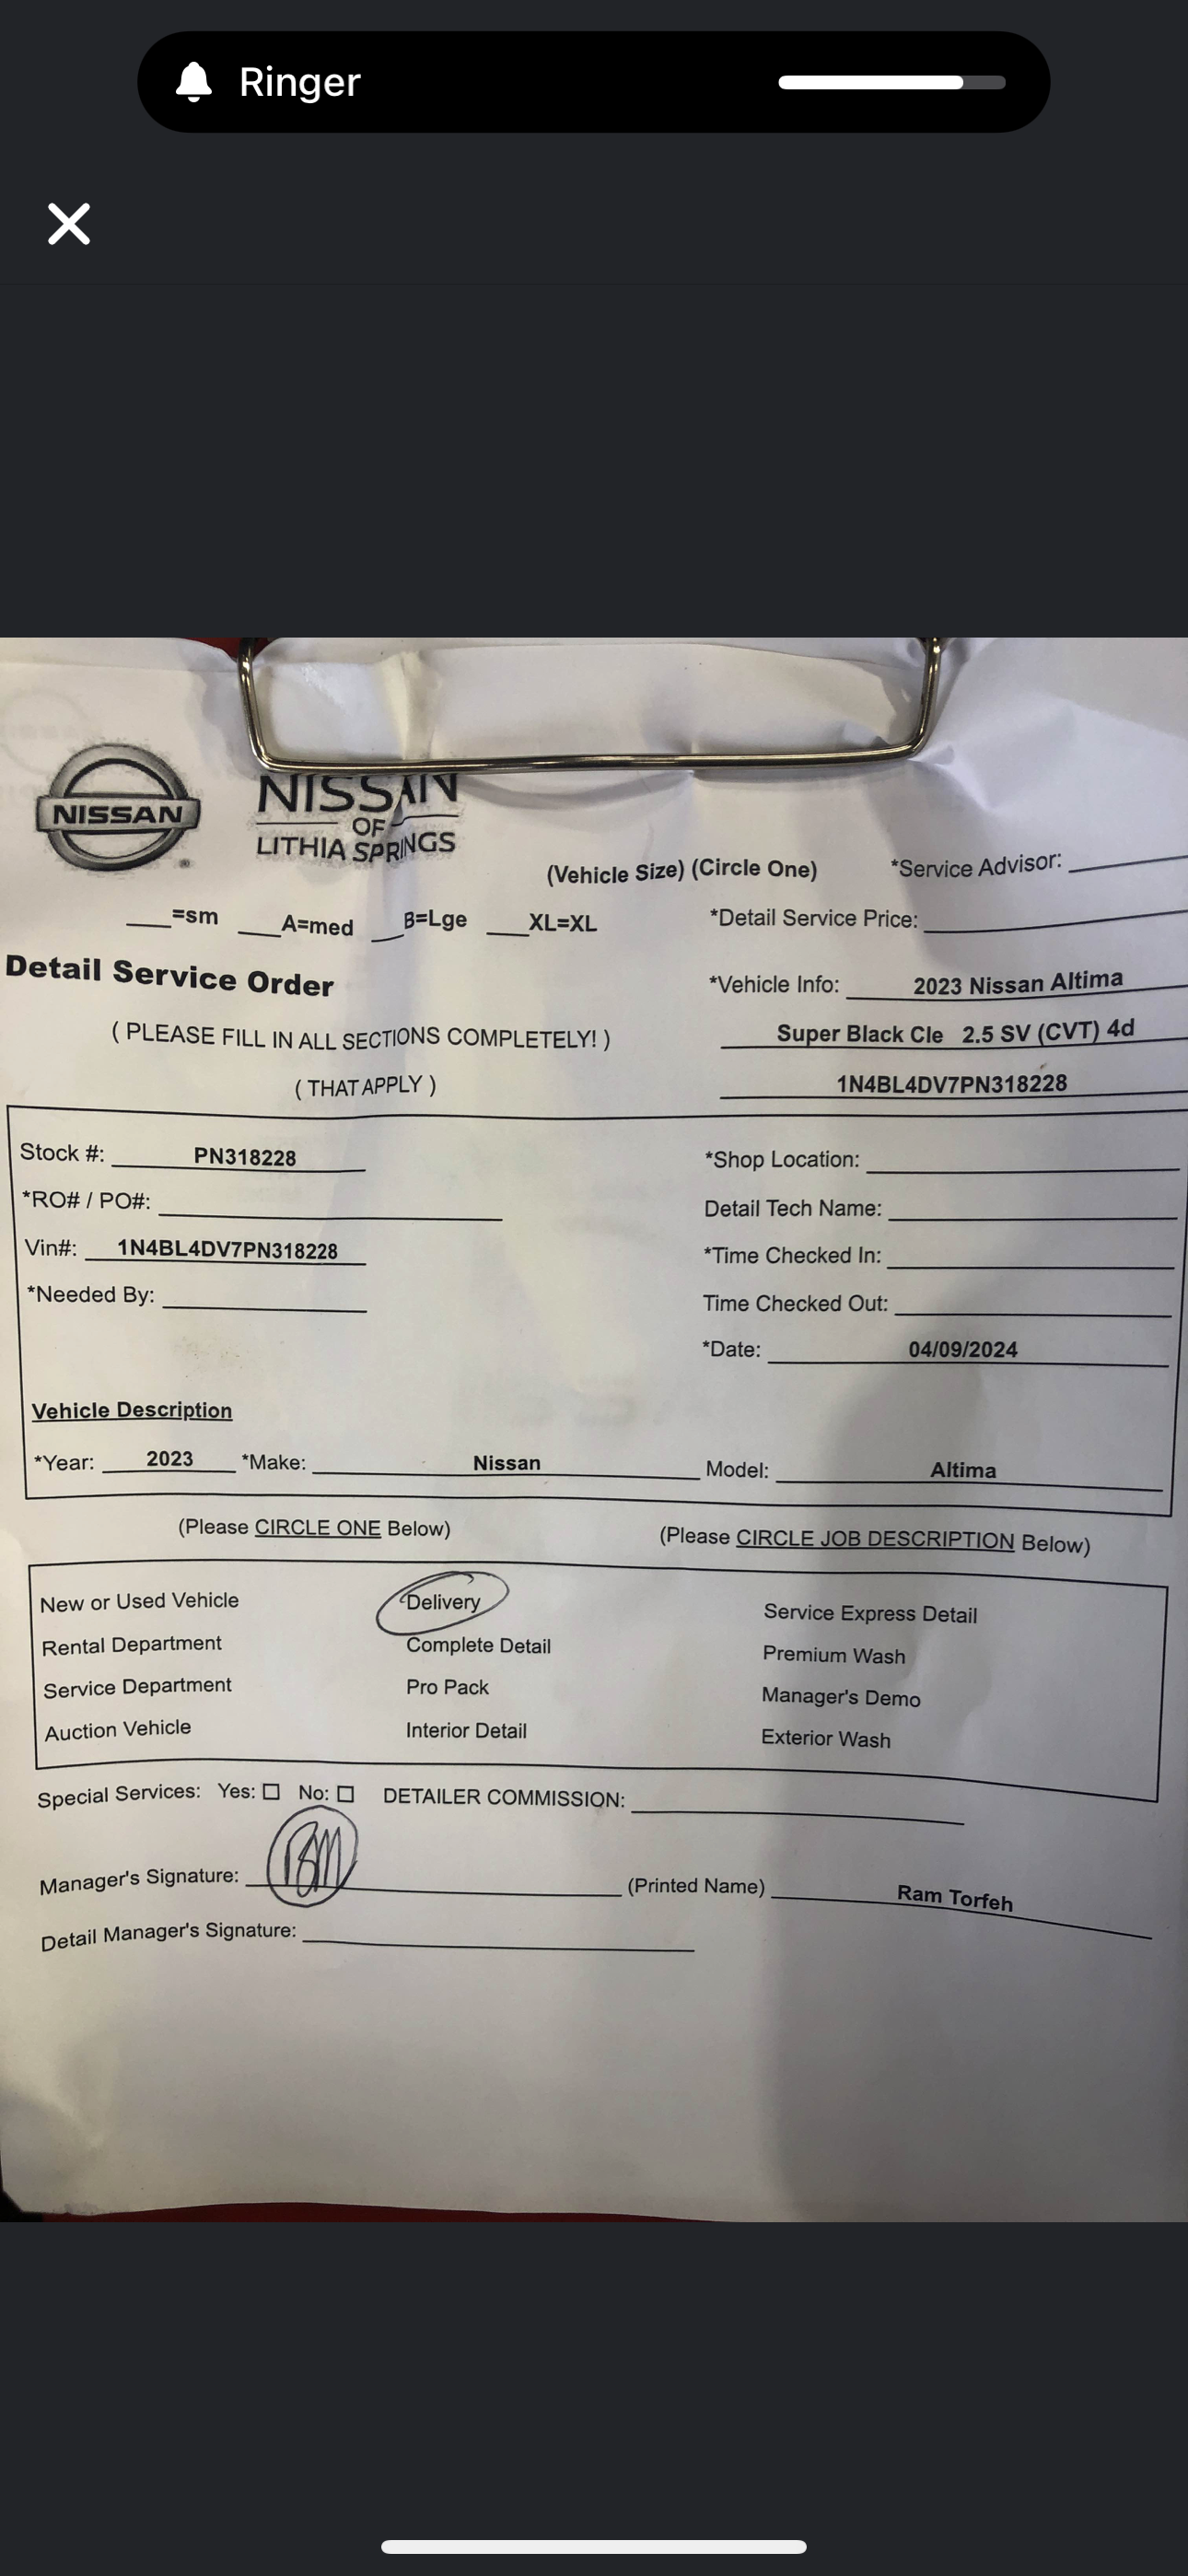 Ringer
NISSAN
NISSAN
OF
LITHIA SPRINGS
(Vehicle Size) (Circle One) *Service Advisor:
___=sm ___A=med ___B=Lge ___XL=XL *Detail Service Price:
Detail Service Order
*Vehicle Info: 2023 Nissan Altima
( PLEASE FILL IN ALL SECTIONS COMPLETELY! ) Super Black Cle 2.5 SV (CVT) 4d
( THAT APPLY ) 1N4BL4DV7PN318228
Stock #: PN318228 *Shop Location:
*RO# / PO#: Detail Tech Name:
Vin#: 1N4BL4DV7PN318228 *Time Checked In:
*Needed By: Time Checked Out:
*Date: 04/09/2024
Vehicle Description
*Year: 2023 *Make: Nissan Model: Altima
(Please CIRCLE ONE Below) (Please CIRCLE JOB DESCRIPTION Below)
New or Used Vehicle Delivery Service Express Detail
Rental Department Complete Detail Premium Wash
Service Department Pro Pack Manager's Demo
Auction Vehicle Interior Detail Exterior Wash
Special Services: Yes: ☐ No: ☐ DETAILER COMMISSION:
Manager's Signature: (Printed Name) Ram Torfeh
Detail Manager's Signature: